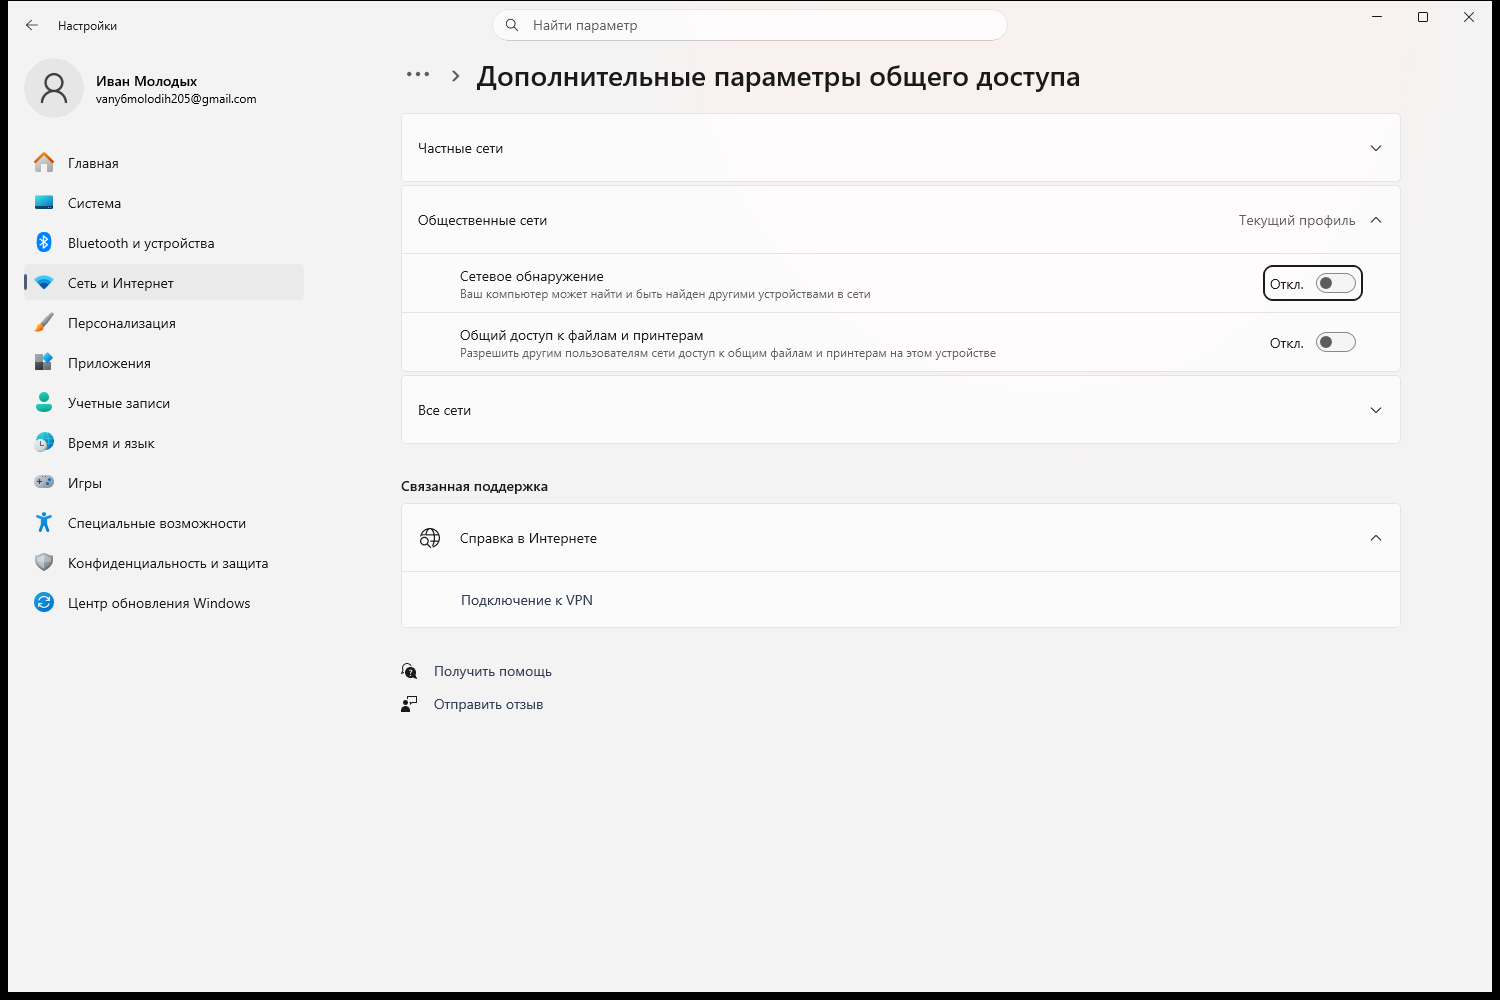 Настройки
Найти параметр
Иван Молодых
vany6molodih205@gmail.com
Главная
Система
Bluetooth и устройства
Сеть и Интернет
Персонализация
Приложения
Учетные записи
Время и язык
Игры
Специальные возможности
Конфиденциальность и защита
Центр обновления Windows
Дополнительные параметры общего доступа
Частные сети
Общественные сети
Текущий профиль
Сетевое обнаружение
Ваш компьютер может найти и быть найден другими устройствами в сети
Откл.
Общий доступ к файлам и принтерам
Разрешить другим пользователям сети доступ к общим файлам и принтерам на этом устройстве
Откл.
Все сети
Связанная поддержка
Справка в Интернете
Подключение к VPN
Получить помощь
Отправить отзыв